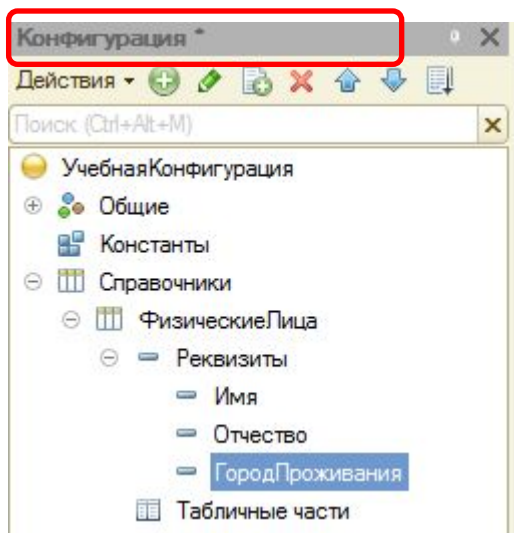 Конфигурация *
Действия
Поиск (Ctrl+Alt+M)
УчебнаяКонфигурация
Общие
Константы
Справочники
ФизическиеЛица
Реквизиты
Имя
Отчество
ГородПроживания
Табличные части